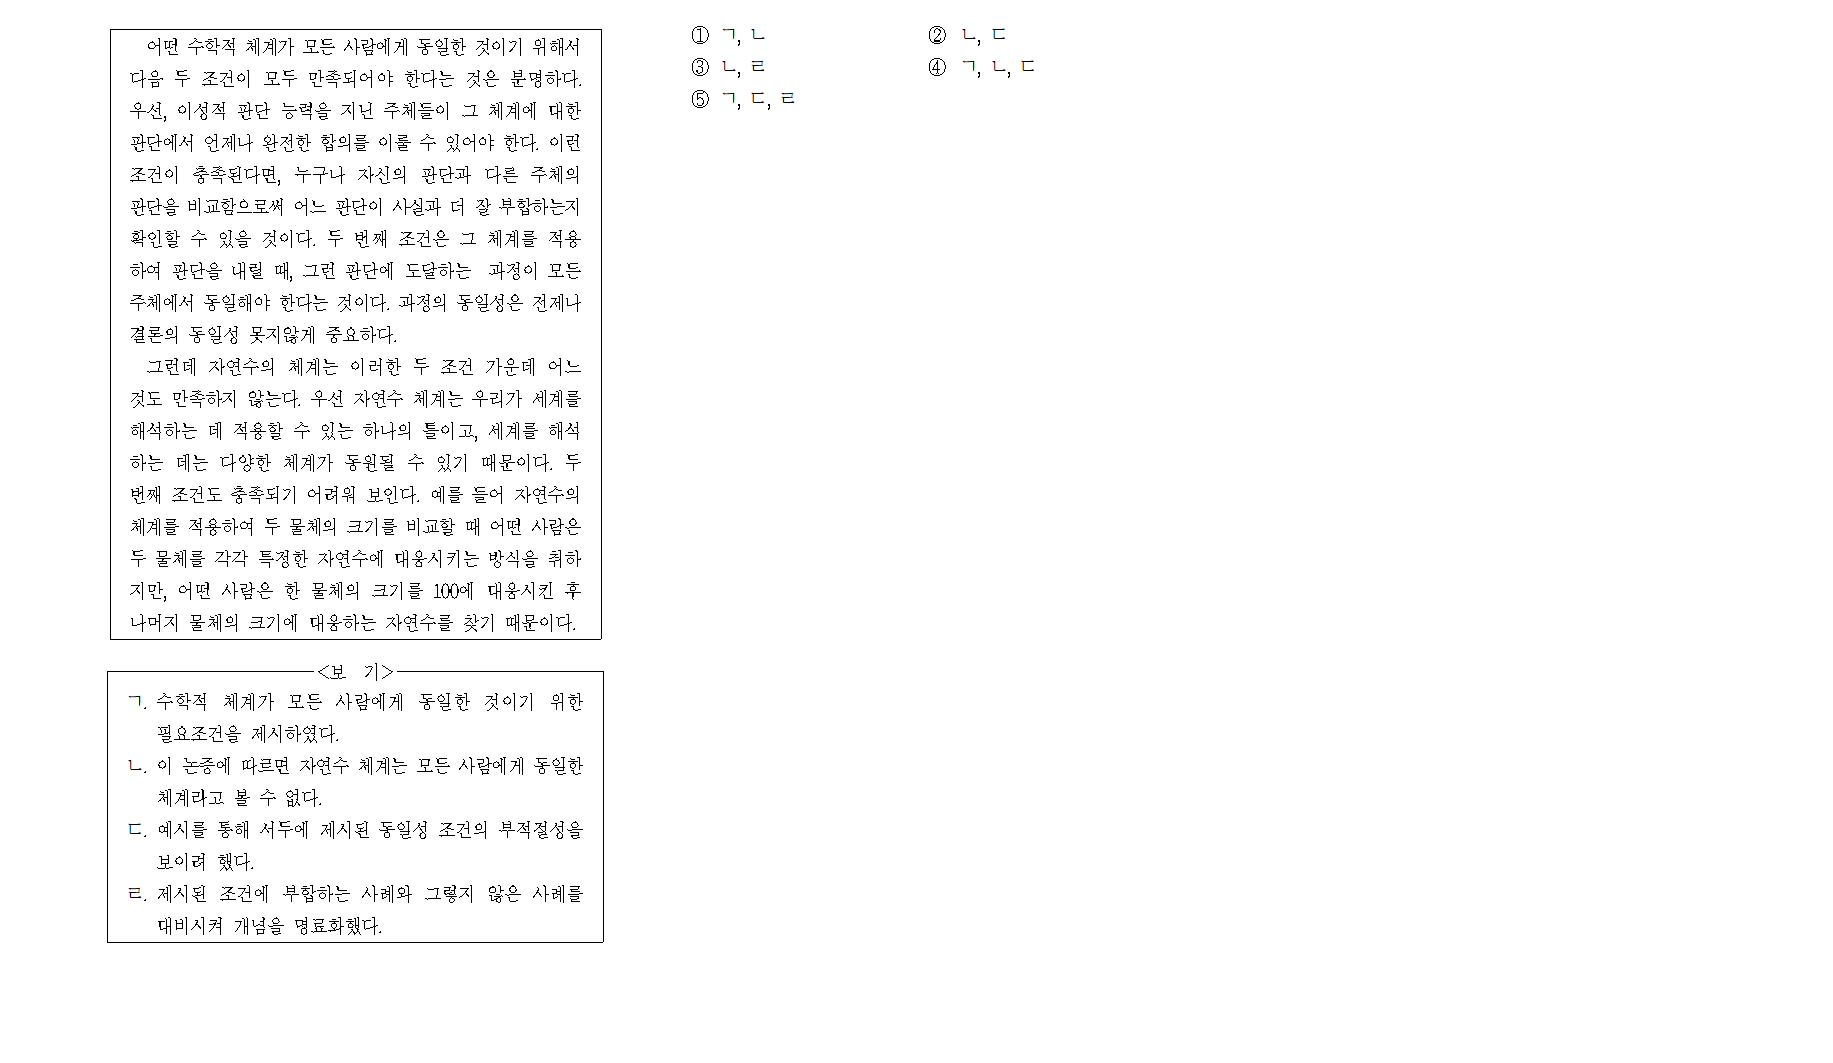 어떤 수학적 체계가 모든 사람에게 동일한 것이기 위해서
다음 두 조건이 모두 만족되어야 한다는 것은 분명하다.
우선, 이성적 판단 능력을 지닌 주체들이 그 체계에 대한
판단에서 언제나 완전한 합의를 이룰 수 있어야 한다. 이런
조건이 충족된다면, 누구나 자신의 판단과 다른 주체의
판단을 비교함으로써 어느 판단이 사실과 더 잘 부합하는지
확인할 수 있을 것이다. 두 번째 조건은 그 체계를 적용
하여 판단을 내릴 때, 그런 판단에 도달하는 과정이 모든
주체에서 동일해야 한다는 것이다. 과정의 동일성은 전제나
결론의 동일성 못지않게 중요하다.
그런데 자연수의 체계는 이러한 두 조건 가운데 어느
것도 만족하지 않는다. 우선 자연수 체계는 우리가 세계를
해석하는 데 적용할 수 있는 하나의 틀이고, 세계를 해석
하는 데는 다양한 체계가 동원될 수 있기 때문이다. 두
번째 조건도 충족되기 어려워 보인다. 예를 들어 자연수의
체계를 적용하여 두 물체의 크기를 비교할 때 어떤 사람은
두 물체를 각각 특정한 자연수에 대응시키는 방식을 취하
지만, 어떤 사람은 한 물체의 크기를 100에 대응시킨 후
나머지 물체의 크기에 대응하는 자연수를 찾기 때문이다.
<보 기>
ㄱ. 수학적 체계가 모든 사람에게 동일한 것이기 위한
필요조건을 제시하였다.
ㄴ. 이 논증에 따르면 자연수 체계는 모든 사람에게 동일한
체계라고 볼 수 없다.
ㄷ. 예시를 통해 서두에 제시된 동일성 조건의 부적절성을
보이려 했다.
ㄹ. 제시된 조건에 부합하는 사례와 그렇지 않은 사례를
대비시켜 개념을 명료화했다.
① ㄱ, ㄴ ② ㄴ, ㄷ
③ ㄴ, ㄹ ④ ㄱ, ㄴ, ㄷ
⑤ ㄱ, ㄷ, ㄹ